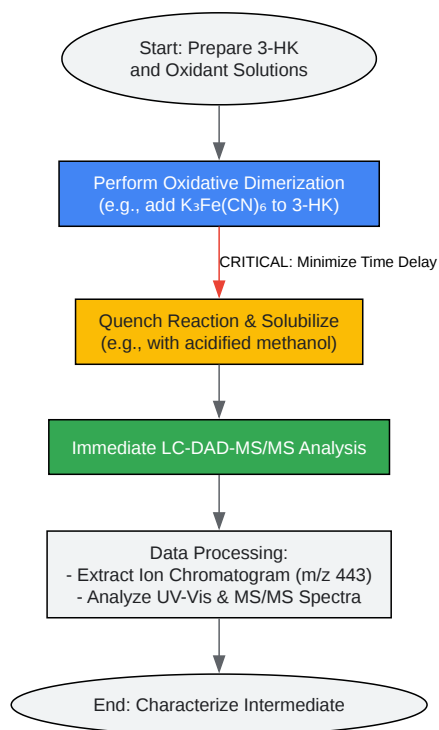 Start: Prepare 3-HK
and Oxidant Solutions
Perform Oxidative Dimerization
(e.g., add K₃Fe(CN)₆ to 3-HK)
CRITICAL: Minimize Time Delay
Quench Reaction & Solubilize
(e.g., with acidified methanol)
Immediate LC-DAD-MS/MS Analysis
Data Processing:
- Extract Ion Chromatogram (m/z 443)
- Analyze UV-Vis & MS/MS Spectra
End: Characterize Intermediate